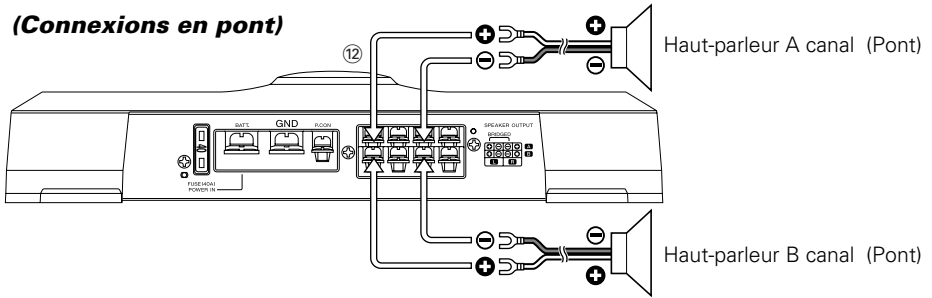 (Connexions en pont)
⑫
Haut-parleur A canal (Pont)
BATT. GND P.CON
SPEAKER OUTPUT
BRIDGED
A
B
L R
FUSE(40A)
POWER IN
Haut-parleur B canal (Pont)